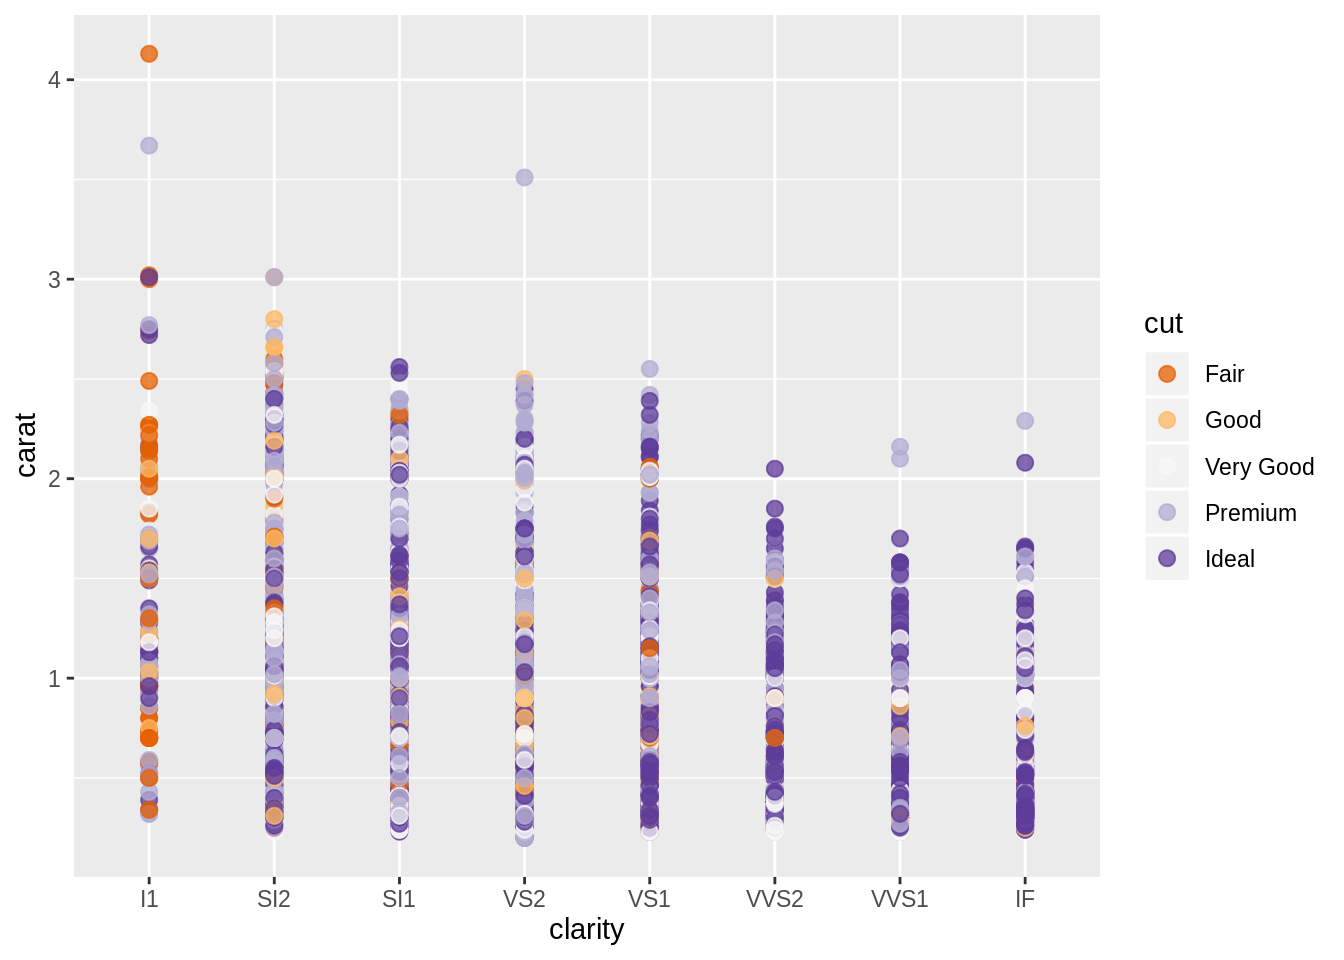 4
3
2
1
carat
I1 SI2 SI1 VS2 VS1 VVS2 VVS1 IF
clarity
cut
Fair
Good
Very Good
Premium
Ideal